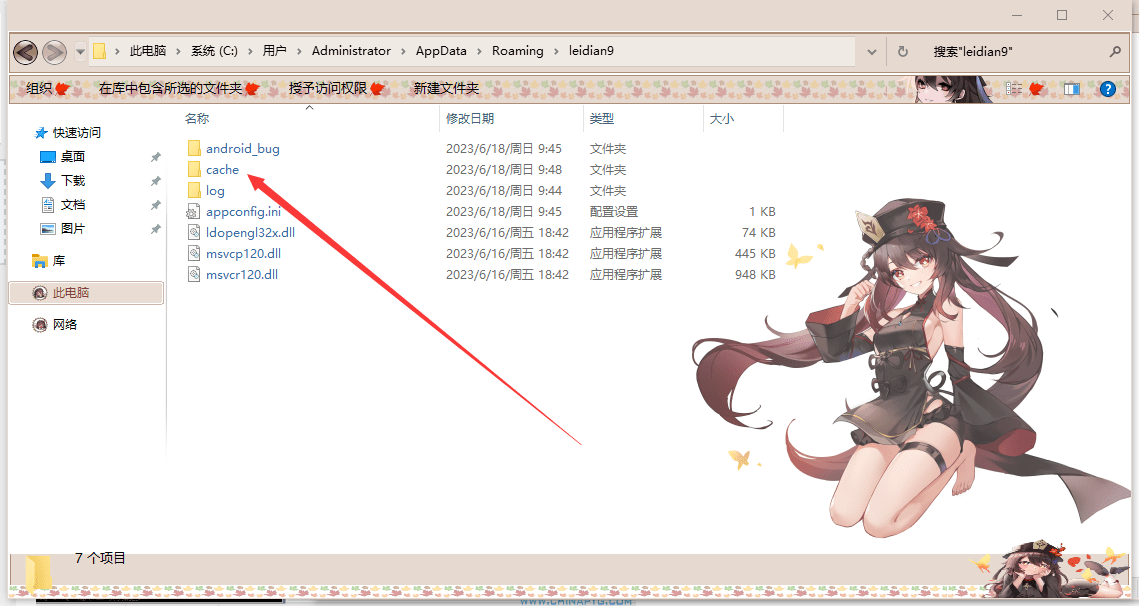 此电脑 › 系统 (C:) › 用户 › Administrator › AppData › Roaming › leidian9
搜索"leidian9"
组织 在库中包含所选的文件夹 授予访问权限 新建文件夹
名称 修改日期 类型 大小
快速访问
桌面
下载
文档
图片
库
此电脑
网络
android_bug 2023/6/18/周日 9:45 文件夹
cache 2023/6/18/周日 9:48 文件夹
log 2023/6/18/周日 9:44 文件夹
appconfig.ini 2023/6/18/周日 9:45 配置设置 1 KB
ldopengl32x.dll 2023/6/16/周五 18:42 应用程序扩展 74 KB
msvcp120.dll 2023/6/16/周五 18:42 应用程序扩展 445 KB
msvcr120.dll 2023/6/16/周五 18:42 应用程序扩展 948 KB
7 个项目
WWW.CHINAPYG.COM